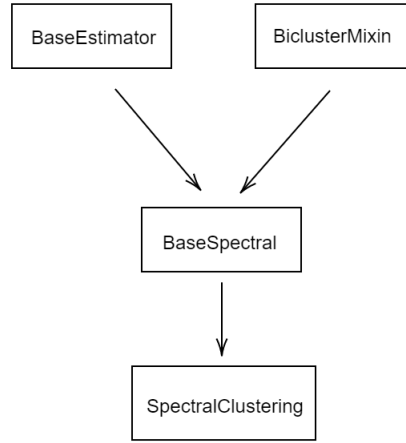 BaseEstimator
BiclusterMixin
BaseSpectral
SpectralClustering